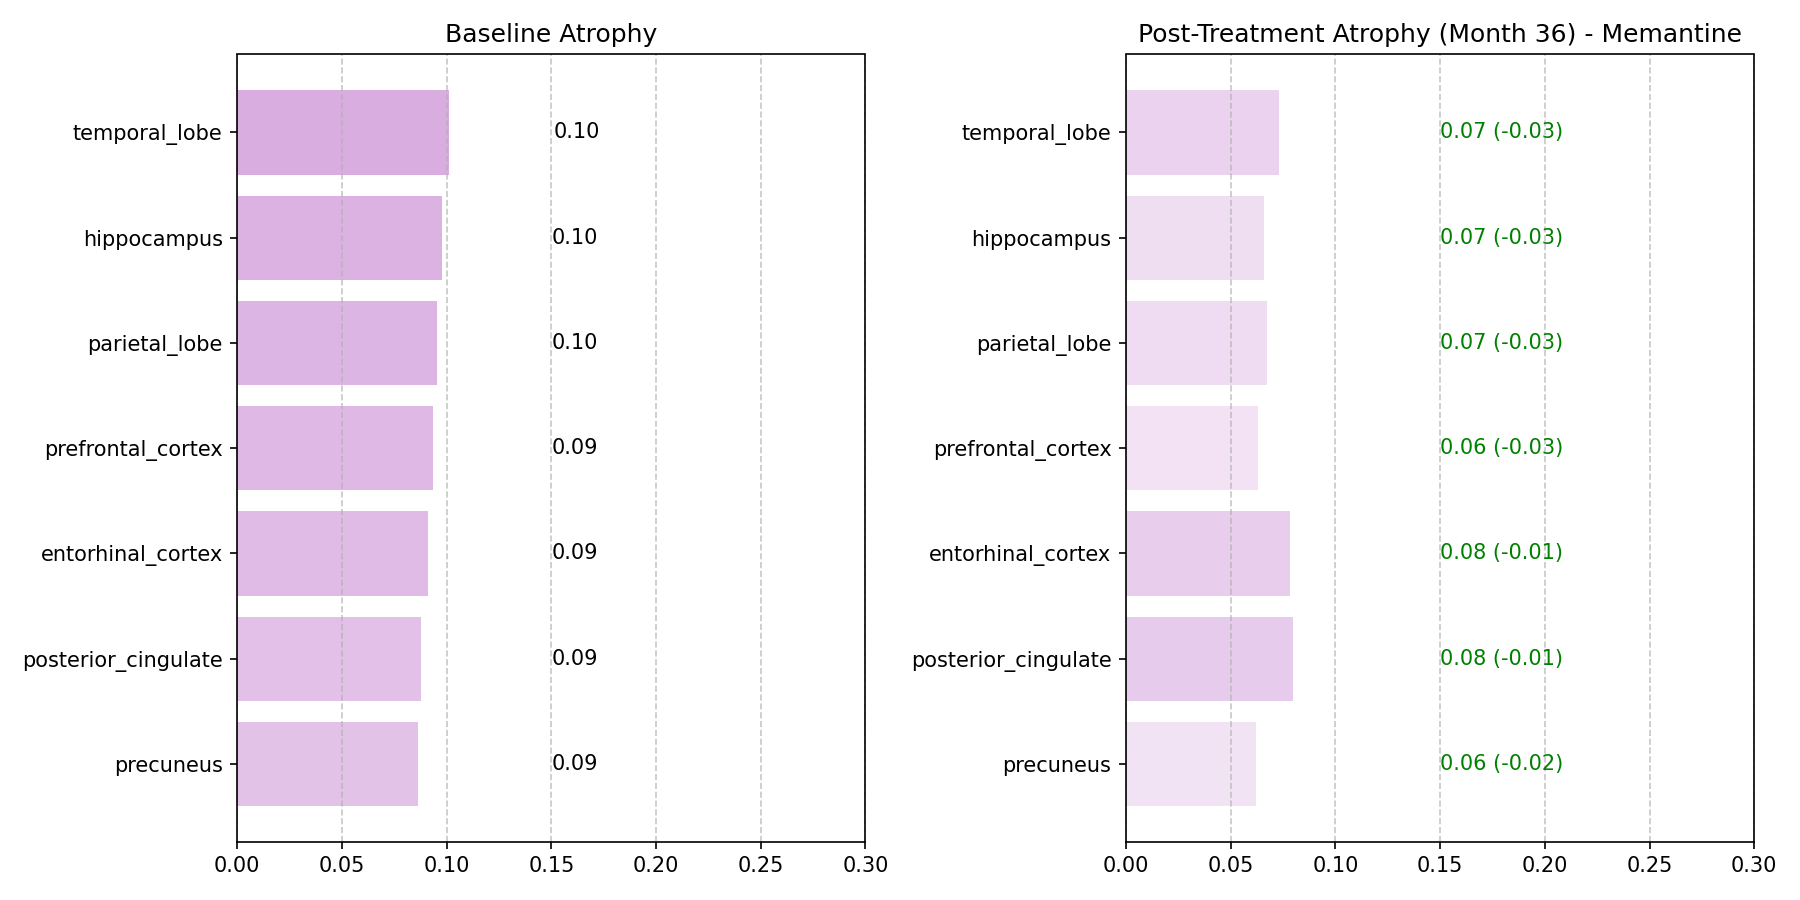 Baseline Atrophy
temporal_lobe
0.10
hippocampus
0.10
parietal_lobe
0.10
prefrontal_cortex
0.09
entorhinal_cortex
0.09
posterior_cingulate
0.09
precuneus
0.09
0.00 0.05 0.10 0.15 0.20 0.25 0.30
Post-Treatment Atrophy (Month 36) - Memantine
temporal_lobe
0.07 (-0.03)
hippocampus
0.07 (-0.03)
parietal_lobe
0.07 (-0.03)
prefrontal_cortex
0.06 (-0.03)
entorhinal_cortex
0.08 (-0.01)
posterior_cingulate
0.08 (-0.01)
precuneus
0.06 (-0.02)
0.00 0.05 0.10 0.15 0.20 0.25 0.30